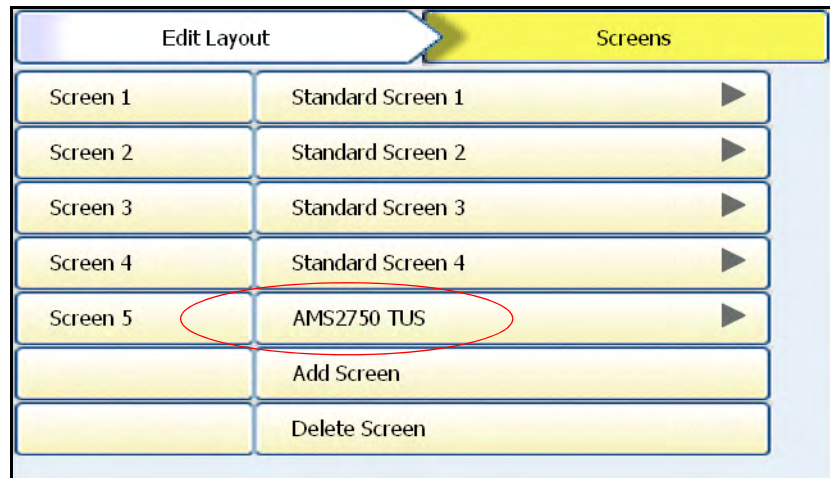 Edit Layout Screens
Screen 1 Standard Screen 1
Screen 2 Standard Screen 2
Screen 3 Standard Screen 3
Screen 4 Standard Screen 4
Screen 5 AMS2750 TUS
Add Screen
Delete Screen